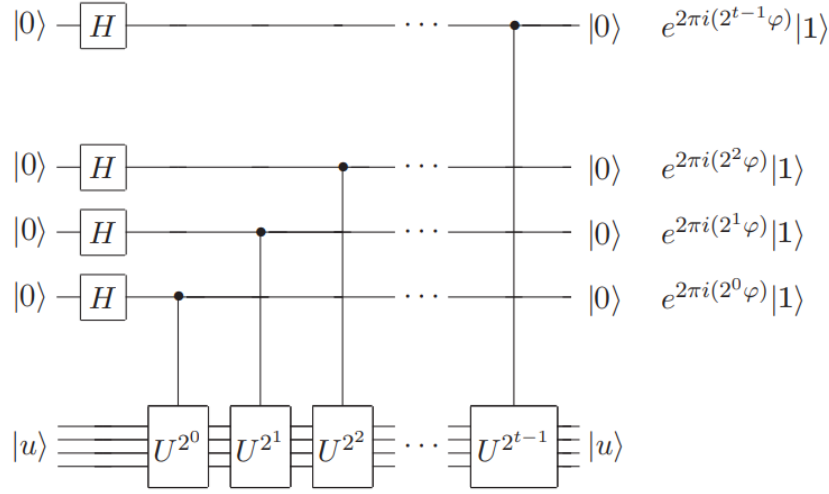 |0⟩ H ··· |0⟩ e^{2πi(2^{t−1}φ)}|1⟩
|0⟩ H ··· |0⟩ e^{2πi(2^2φ)}|1⟩
|0⟩ H ··· |0⟩ e^{2πi(2^1φ)}|1⟩
|0⟩ H ··· |0⟩ e^{2πi(2^0φ)}|1⟩
|u⟩ U^{2^0} U^{2^1} U^{2^2} ··· U^{2^{t−1}} |u⟩